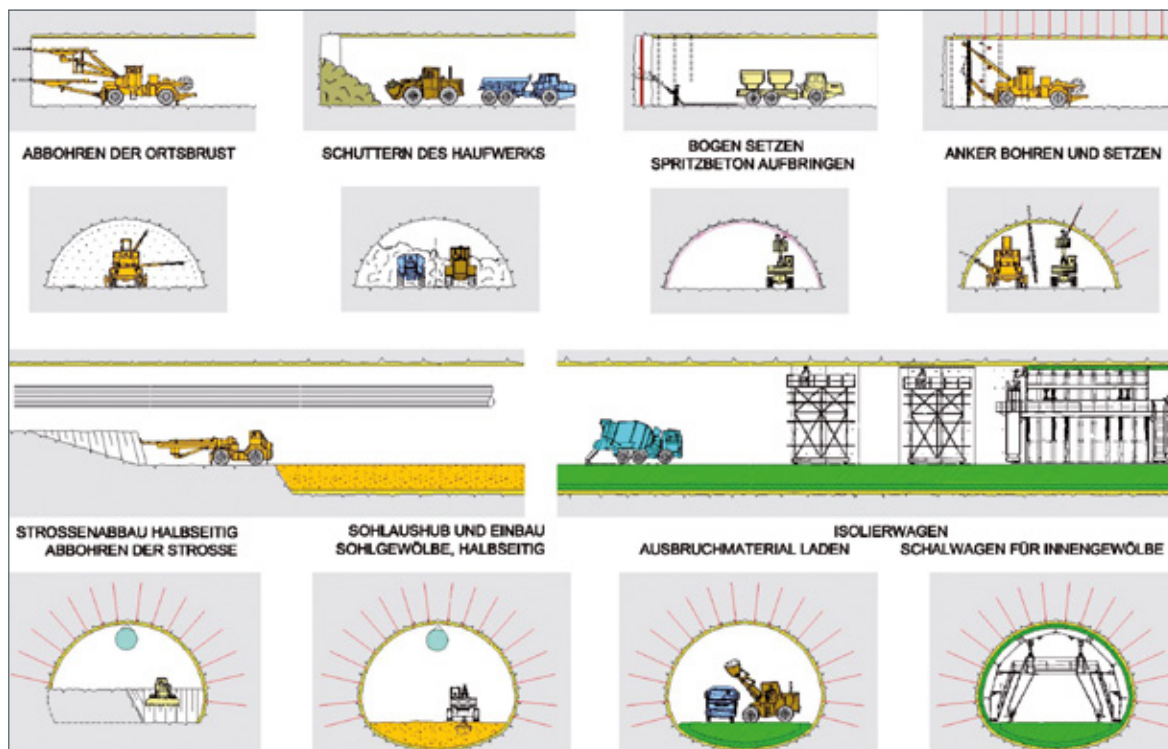 ABBOHREN DER ORTSBRUST
SCHUTTERN DES HAUFWERKS
BÖGEN SETZEN
SPRITZBETON AUFBRINGEN
ANKER BOHREN UND SETZEN
STROSSENABBAU HALBSEITIG
ABBOHREN DER STROSSE
SOHLAUSHUB UND EINBAU
SOHLGEWÖLBE, HALBSEITIG
AUSBRUCHMATERIAL LADEN
ISOLIERWAGEN
SCHALWAGEN FÜR INNENGEWÖLBE